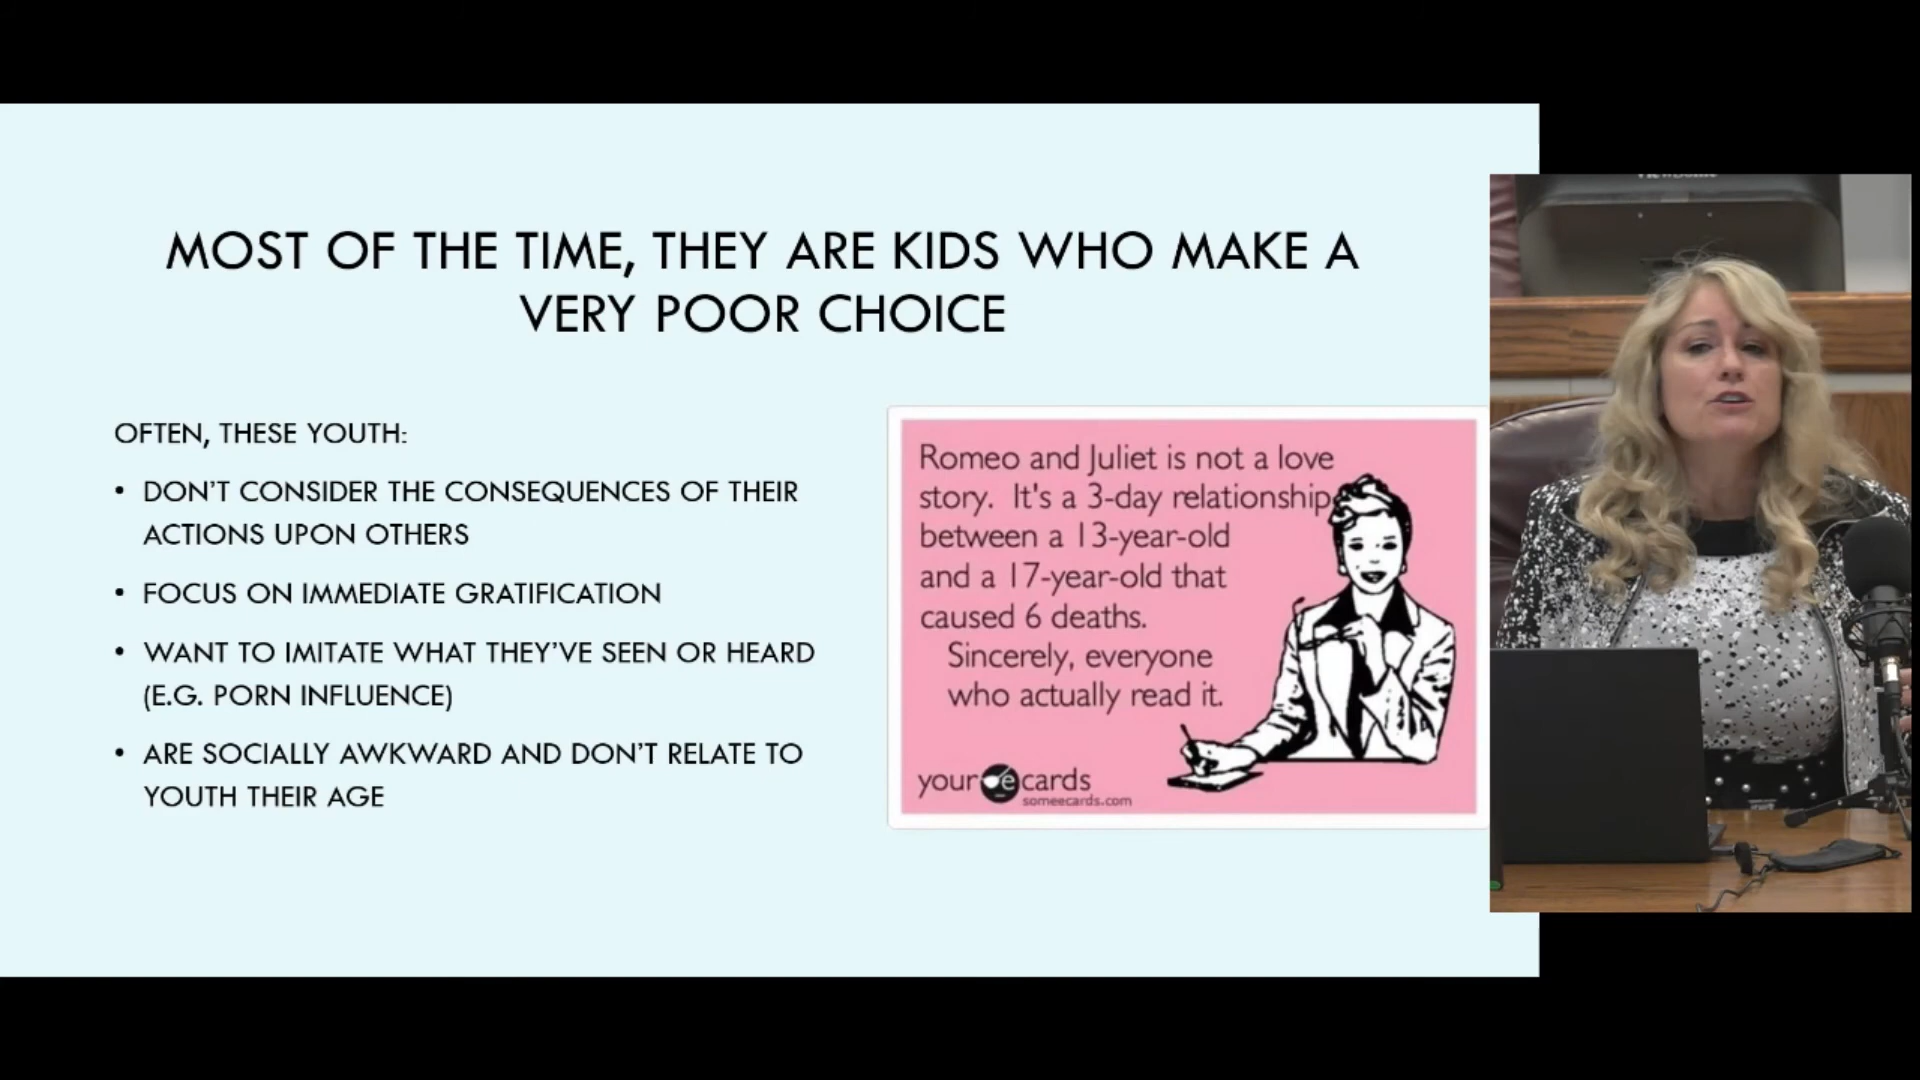 MOST OF THE TIME, THEY ARE KIDS WHO MAKE A
VERY POOR CHOICE
OFTEN, THESE YOUTH:
• DON'T CONSIDER THE CONSEQUENCES OF THEIR
ACTIONS UPON OTHERS
• FOCUS ON IMMEDIATE GRATIFICATION
• WANT TO IMITATE WHAT THEY'VE SEEN OR HEARD
(E.G. PORN INFLUENCE)
• ARE SOCIALLY AWKWARD AND DON'T RELATE TO
YOUTH THEIR AGE
Romeo and Juliet is not a love
story. It's a 3-day relationship
between a 13-year-old
and a 17-year-old that
caused 6 deaths.
Sincerely, everyone
who actually read it.
your e cards
someecards.com